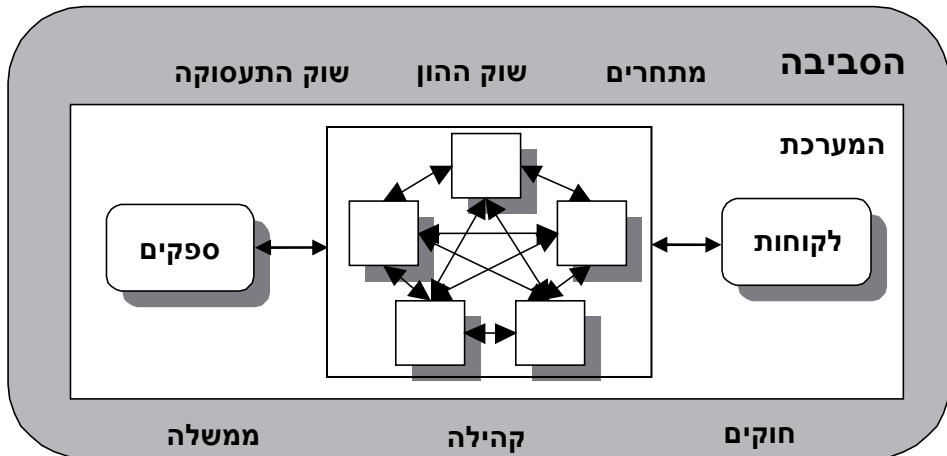 הסביבה
מתחרים שוק ההון שוק התעסוקה
המערכת
לקוחות ספקים
חוקים קהילה ממשלה